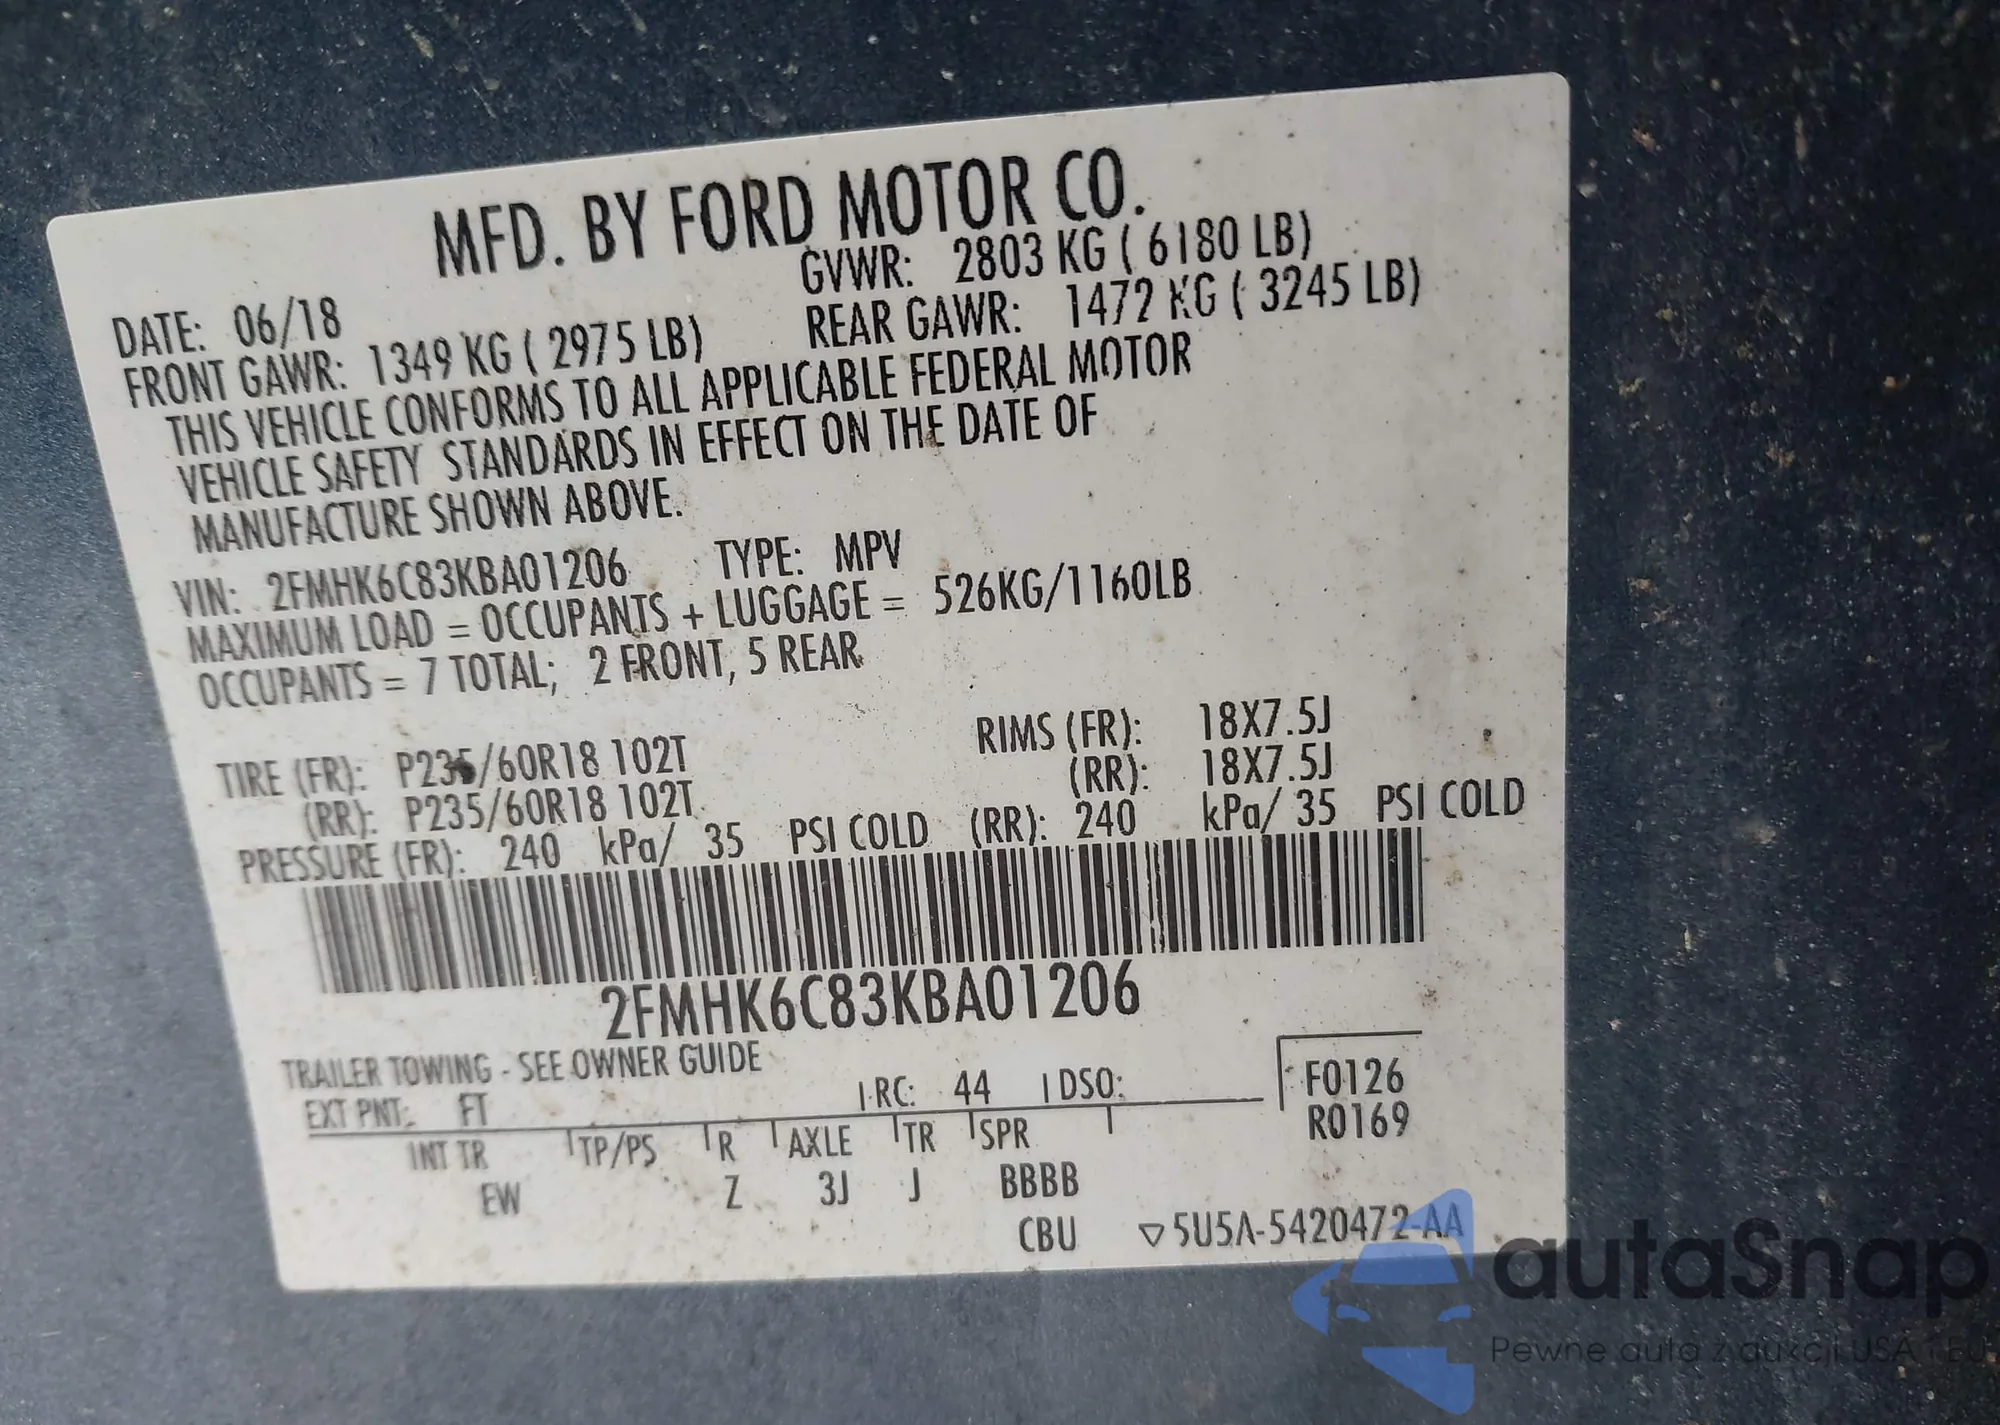 MFD. BY FORD MOTOR CO.
DATE: 06/18 GVWR: 2803 KG ( 6180 LB)
FRONT GAWR: 1349 KG ( 2975 LB) REAR GAWR: 1472 KG ( 3245 LB)
THIS VEHICLE CONFORMS TO ALL APPLICABLE FEDERAL MOTOR
VEHICLE SAFETY STANDARDS IN EFFECT ON THE DATE OF
MANUFACTURE SHOWN ABOVE.
VIN: 2FMHK6C83KBA01206 TYPE: MPV
MAXIMUM LOAD = OCCUPANTS + LUGGAGE = 526KG/1160LB
OCCUPANTS = 7 TOTAL; 2 FRONT, 5 REAR
TIRE (FR): P235/60R18 102T RIMS (FR): 18X7.5J
(RR): P235/60R18 102T (RR): 18X7.5J
PRESSURE (FR): 240 kPa/ 35 PSI COLD (RR): 240 kPa/ 35 PSI COLD
2FMHK6C83KBA01206
TRAILER TOWING - SEE OWNER GUIDE
EXT PNT: FT RC: 44 DSO: F0126
R0169
INT TR TP/PS R AXLE TR SPR
EW Z 3J J BBBB
CBU ▽5U5A-5420472-AA
autaSnap
Pewne auta z aukcji USA i EU